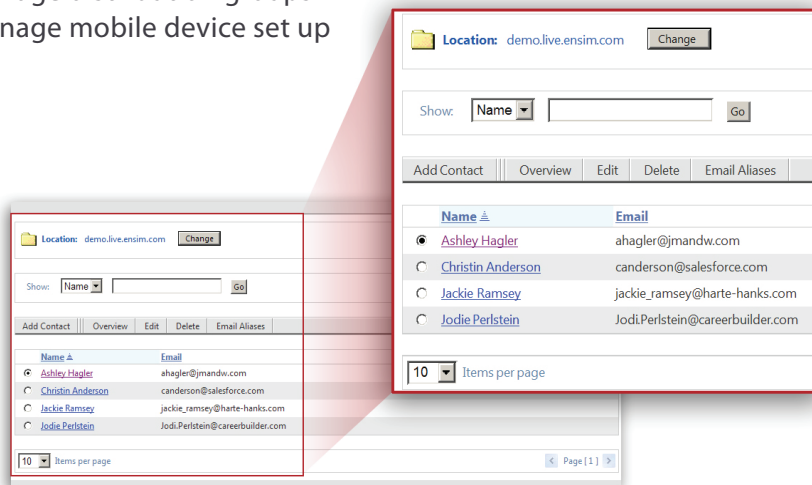 nage mobile device set up
Location: demo.live.ensim.com Change
Show: Name Go
Add Contact Overview Edit Delete Email Aliases
Name Email
Ashley Hagler ahagler@jmandw.com
Christin Anderson canderson@salesforce.com
Jackie Ramsey jackie_ramsey@harte-hanks.com
Jodie Perlstein Jodi.Perlstein@careerbuilder.com
10 Items per page
Location: demo.live.ensim.com Change
Show: Name Go
Add Contact Overview Edit Delete Email Aliases
Name Email
Ashley Hagler ahagler@jmandw.com
Christin Anderson canderson@salesforce.com
Jackie Ramsey jackie_ramsey@harte-hanks.com
Jodie Perlstein Jodi.Perlstein@careerbuilder.com
10 Items per page Page [ 1 ]